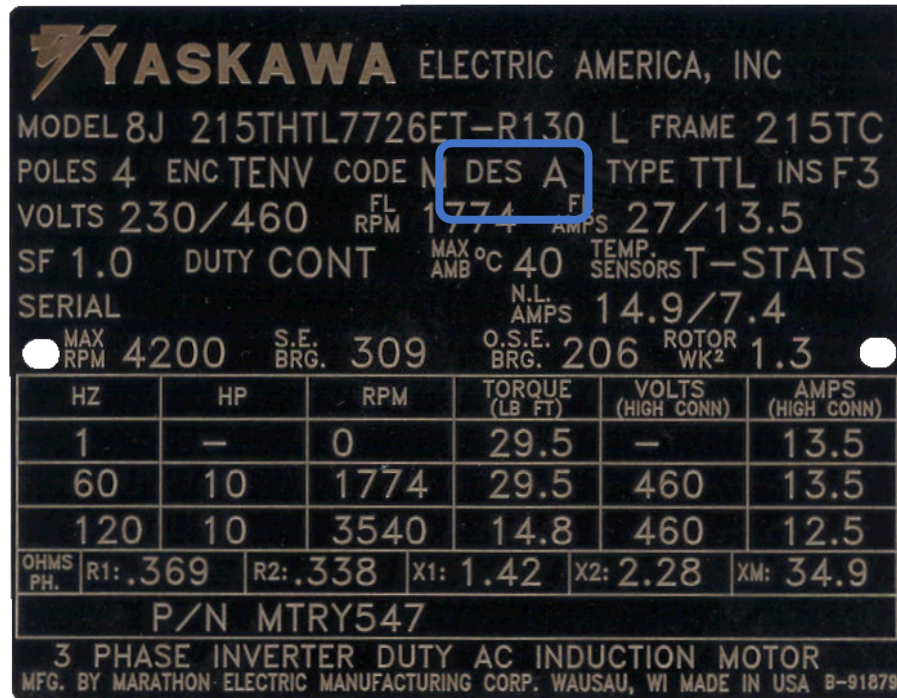 YASKAWA ELECTRIC AMERICA, INC
MODEL 8J 215THTL7726ET-R130 L FRAME 215TC
POLES 4 ENC TENV CODE M DES A TYPE TTL INS F3
VOLTS 230/460 FL RPM 1774 FL AMPS 27/13.5
SF 1.0 DUTY CONT MAX AMB °C 40 TEMP. SENSORS T-STATS
SERIAL N.L. AMPS 14.9/7.4
MAX RPM 4200 S.E. BRG. 309 O.S.E. BRG. 206 ROTOR WK² 1.3
HZ HP RPM TORQUE (LB FT) VOLTS (HIGH CONN) AMPS (HIGH CONN)
1 - 0 29.5 - 13.5
60 10 1774 29.5 460 13.5
120 10 3540 14.8 460 12.5
OHMS PH. R1: .369 R2: .338 X1: 1.42 X2: 2.28 XM: 34.9
P/N MTRY547
3 PHASE INVERTER DUTY AC INDUCTION MOTOR
MFG. BY MARATHON ELECTRIC MANUFACTURING CORP. WAUSAU, WI MADE IN USA B-91879